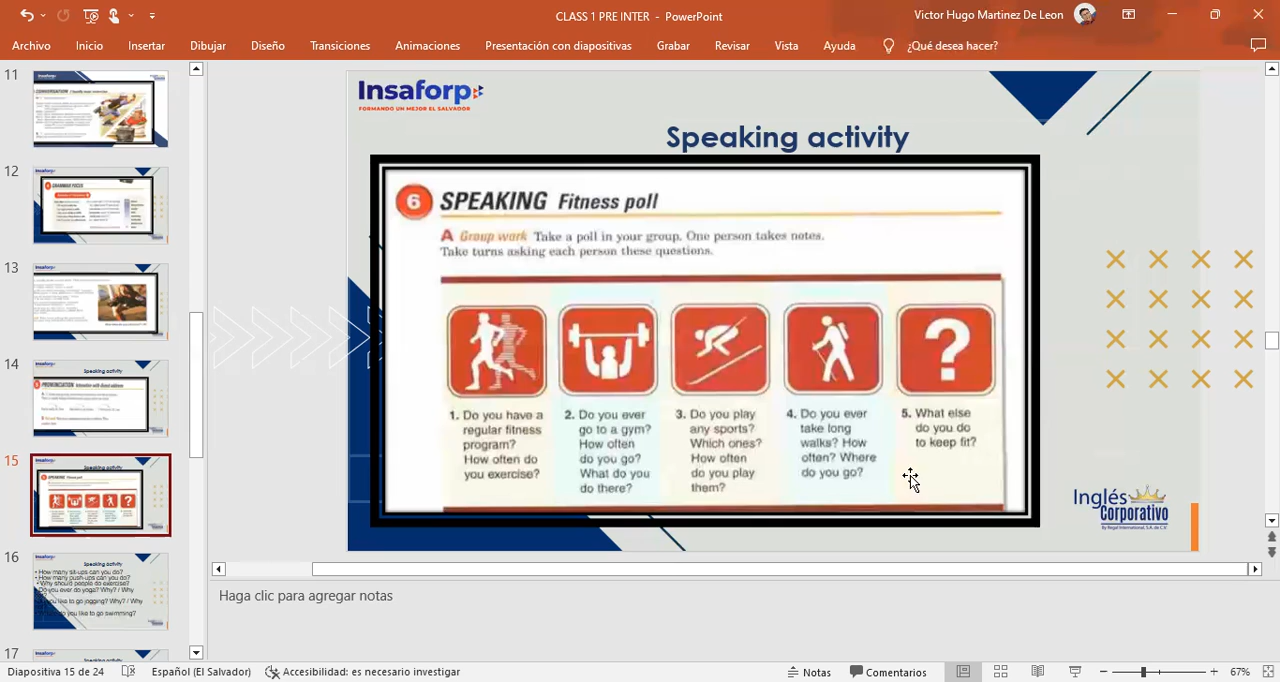 CLASS 1 PRE INTER - PowerPoint
Victor Hugo Martinez De Leon
Archivo Inicio Insertar Dibujar Diseño Transiciones Animaciones Presentación con diapositivas Grabar Revisar Vista Ayuda ¿Qué desea hacer?
11
12
13
14
15
16
Speaking activity
• How many sit-ups can you do?
• How many push-ups can you do?
• Why should people do exercise?
17
Insaforp
FORMANDO UN MEJOR EL SALVADOR
Speaking activity
6 SPEAKING Fitness poll
A Group work Take a poll in your group. One person takes notes.
Take turns asking each person these questions.
?
1. Do you have a
regular fitness
program?
How often do
you exercise?
2. Do you ever
go to a gym?
How often
do you go?
What do you
do there?
3. Do you play
any sports?
Which ones?
How often
do you play
them?
4. Do you ever
take long
walks? How
often? Where
do you go?
5. What else
do you do
to keep fit?
Inglés
Corporativo
By Regal International, S.A. de C.V.
Haga clic para agregar notas
Diapositiva 15 de 24 Español (El Salvador) Accesibilidad: es necesario investigar Notas Comentarios 67%